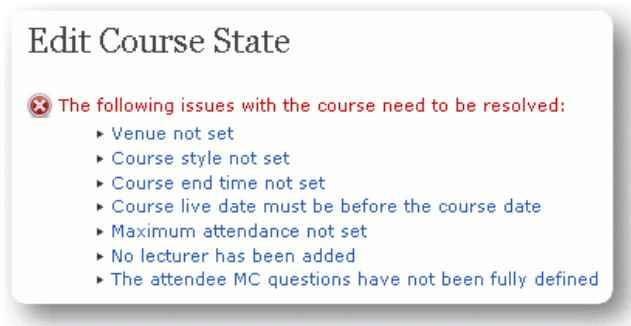 Edit Course State
The following issues with the course need to be resolved:
Venue not set
Course style not set
Course end time not set
Course live date must be before the course date
Maximum attendance not set
No lecturer has been added
The attendee MC questions have not been fully defined